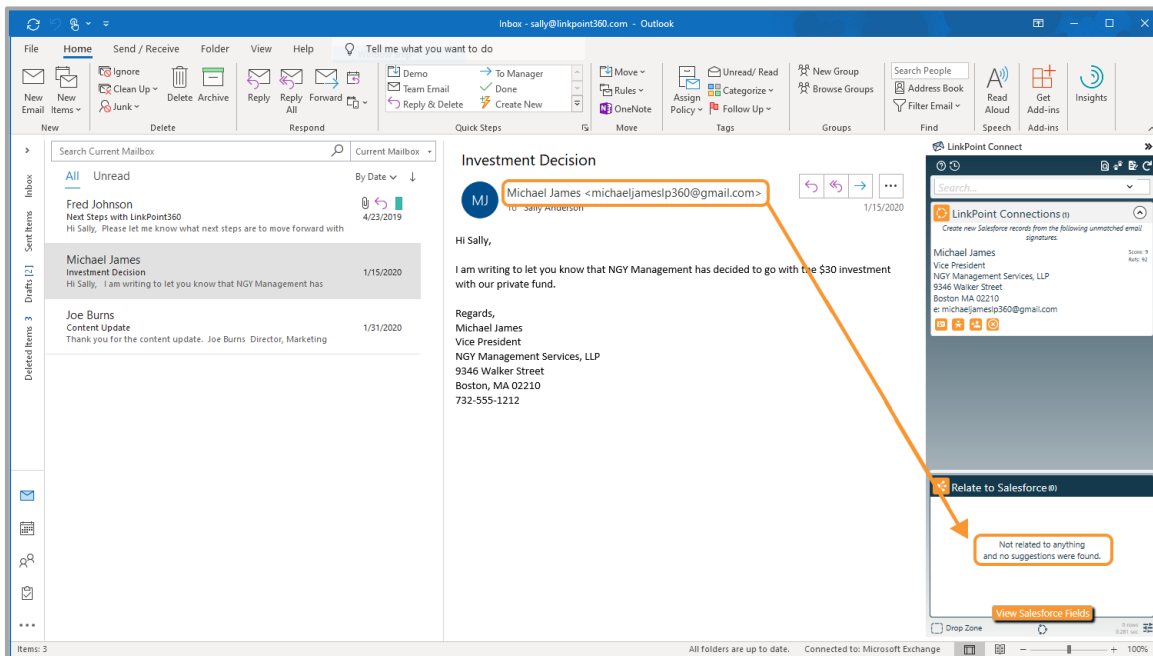 Inbox - sally@linkpoint360.com - Outlook
File Home Send / Receive Folder View Help Tell me what you want to do
New Email
New Items
Ignore
Clean Up
Junk
Delete
Archive
Reply
Reply All
Forward
Demo
Team Email
Reply & Delete
To Manager
Done
Create New
Move
Rules
OneNote
Assign Policy
Unread/ Read
Categorize
Follow Up
New Group
Browse Groups
Search People
Address Book
Filter Email
Read Aloud
Get Add-ins
Insights
New Delete Respond Quick Steps Move Tags Groups Find Speech Add-ins
Inbox
Sent Items
Drafts [2]
Deleted Items 3
Search Current Mailbox Current Mailbox
All Unread By Date
Fred Johnson
Next Steps with LinkPoint360 4/23/2019
Hi Sally, Please let me know what next steps are to move forward with
Michael James
Investment Decision 1/15/2020
Hi Sally, I am writing to let you know that NGY Management has
Joe Burns
Content Update 1/31/2020
Thank you for the content update. Joe Burns Director, Marketing
Investment Decision
MJ
Michael James <michaeljameslp360@gmail.com>
To Sally Anderson 1/15/2020
Hi Sally,
I am writing to let you know that NGY Management has decided to go with the $30 investment
with our private fund.
Regards,
Michael James
Vice President
NGY Management Services, LLP
9346 Walker Street
Boston, MA 02210
732-555-1212
LinkPoint Connect
Search...
LinkPoint Connections (1)
Create new Salesforce records from the following unmatched email
signatures.
Michael James Score: 9
Vice President Refs: 92
NGY Management Services, LLP
9346 Walker Street
Boston MA 02210
e: michaeljameslp360@gmail.com
Relate to Salesforce (0)
Not related to anything
and no suggestions were found.
View Salesforce Fields
Drop Zone
0 rows
0.281 sec
Items: 3 All folders are up to date. Connected to: Microsoft Exchange 100%